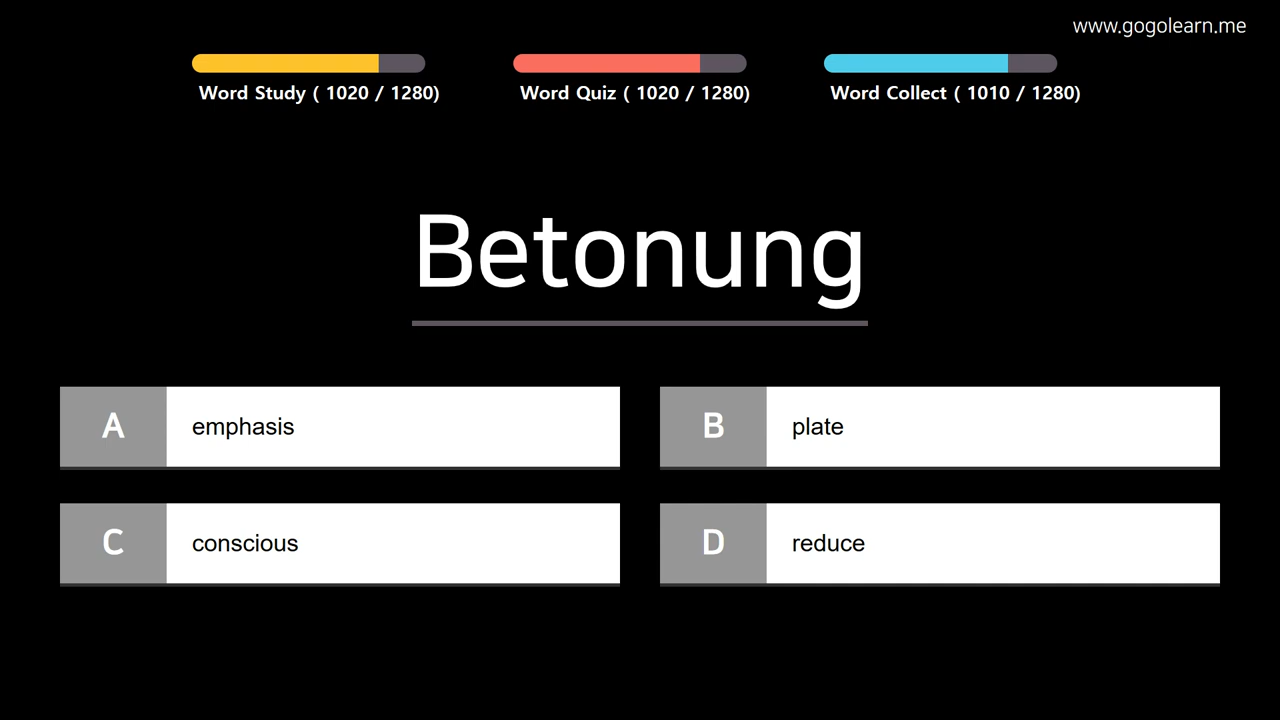 www.gogolearn.me
Word Study ( 1020 / 1280)
Word Quiz ( 1020 / 1280)
Word Collect ( 1010 / 1280)
Betonung
A emphasis
B plate
C conscious
D reduce